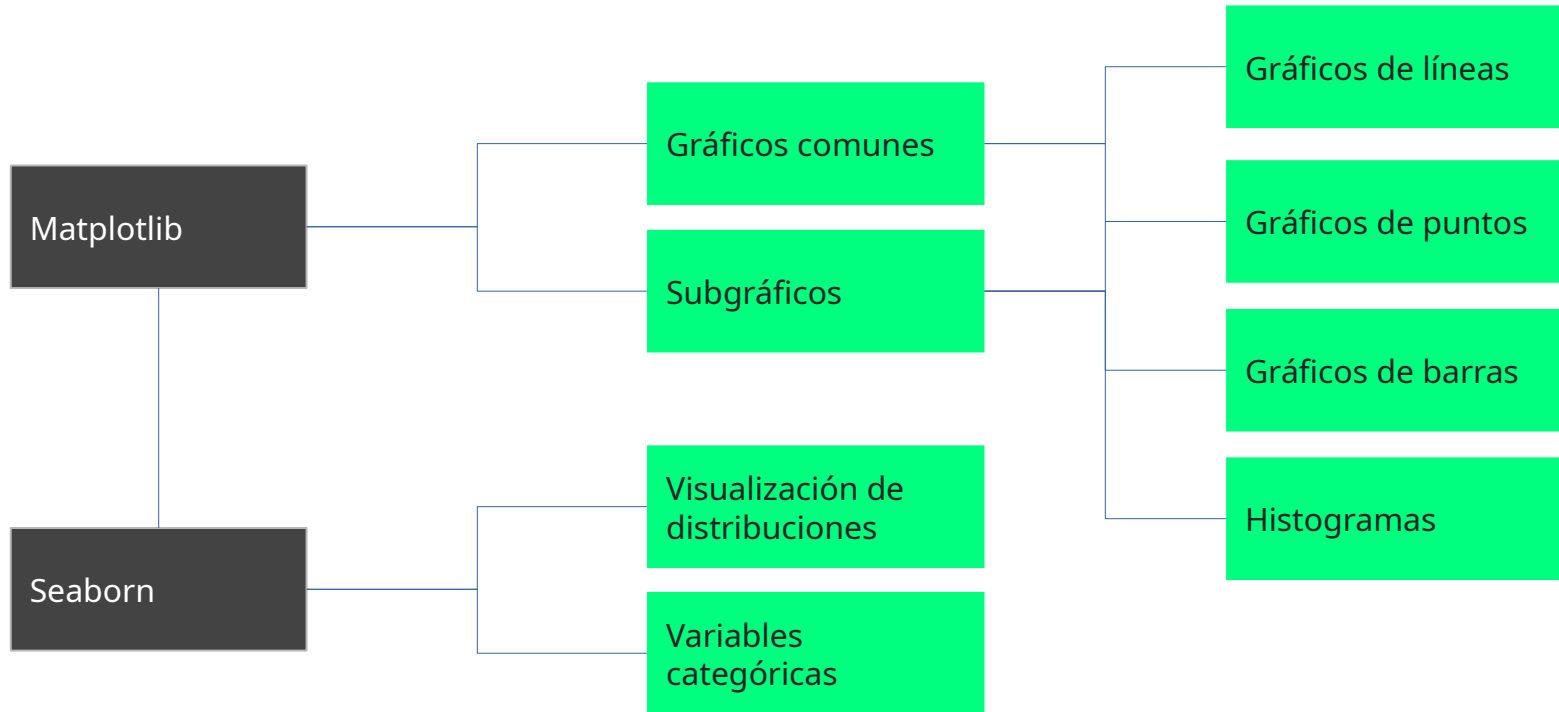 Matplotlib
Gráficos comunes
Subgráficos
Gráficos de líneas
Gráficos de puntos
Gráficos de barras
Histogramas
Seaborn
Visualización de
distribuciones
Variables
categóricas